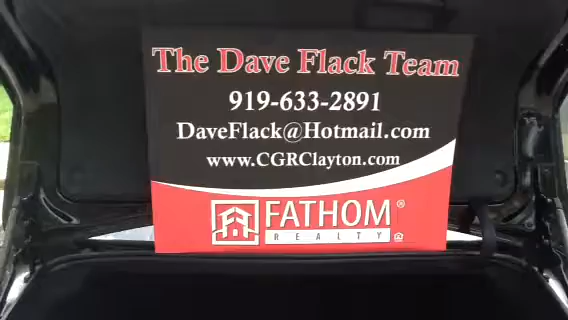 The Dave Flack Team
919-633-2891
DaveFlack@Hotmail.com
www.CGRClayton.com
FATHOM®
REALTY